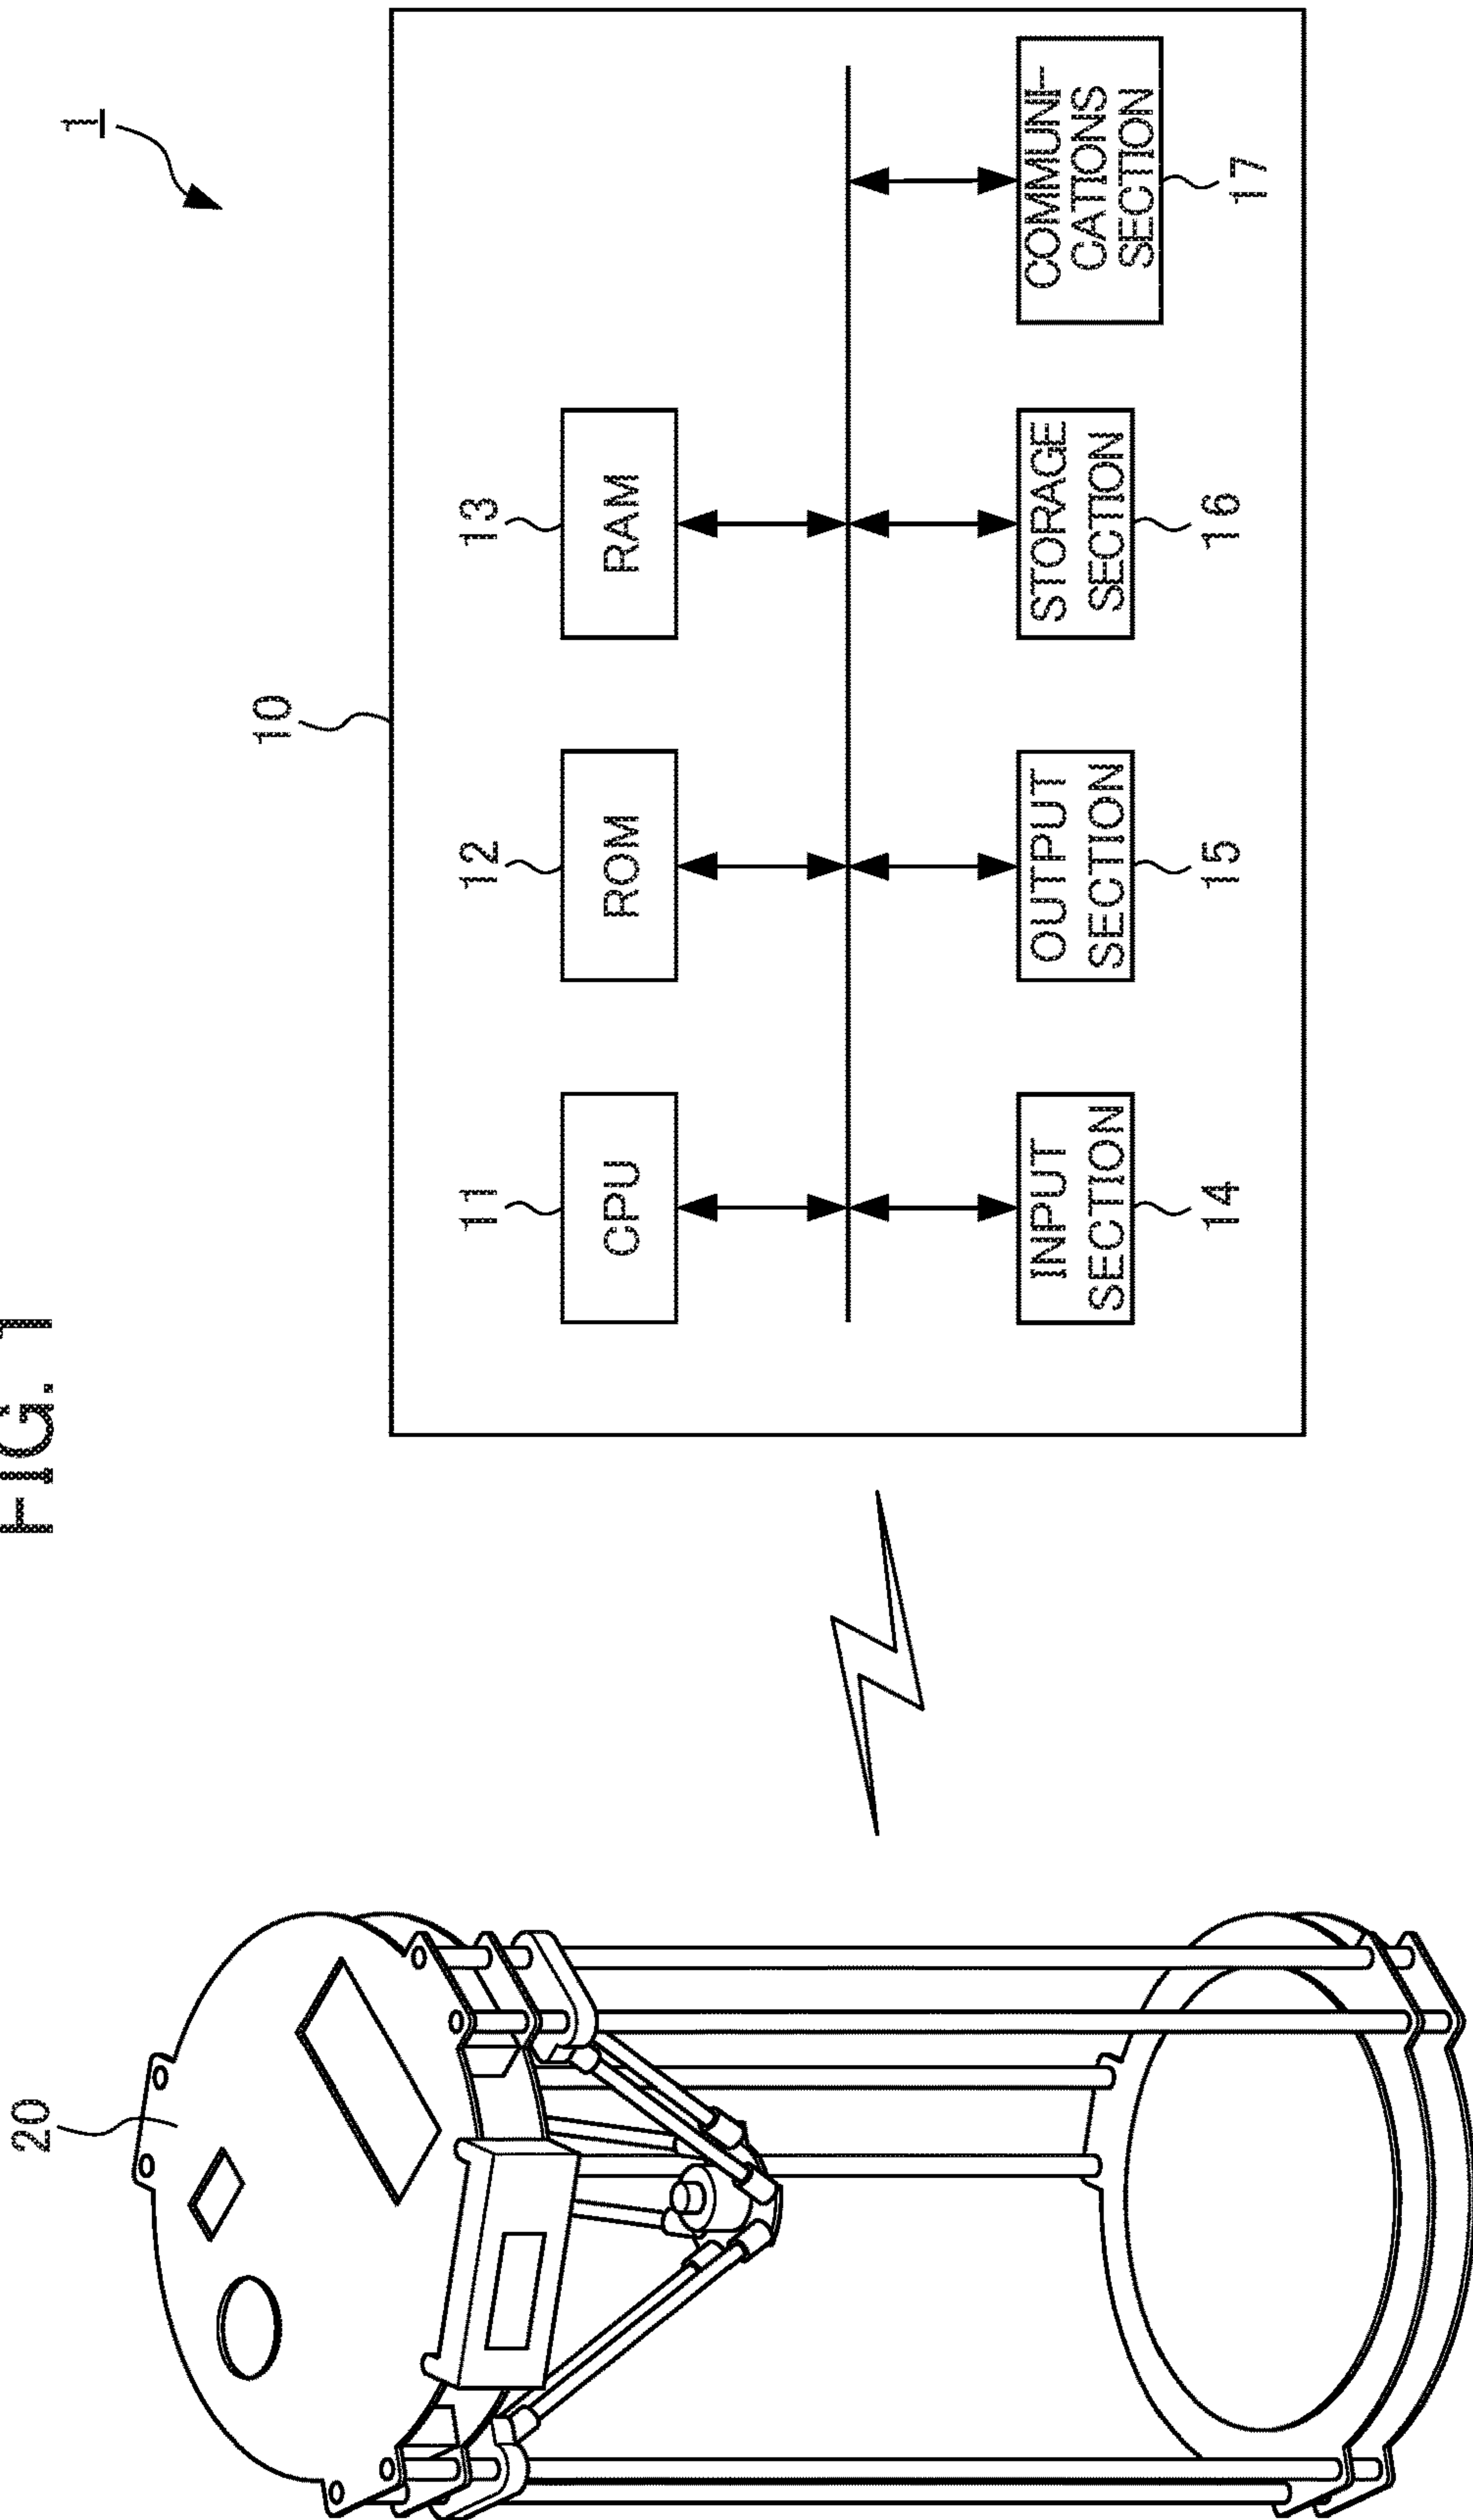 FIG. 1
1
20
10
11
12
13
CPU
ROM
RAM
INPUT
SECTION
OUTPUT
SECTION
STORAGE
SECTION
COMMUNI-
CATIONS
SECTION
14
15
16
17